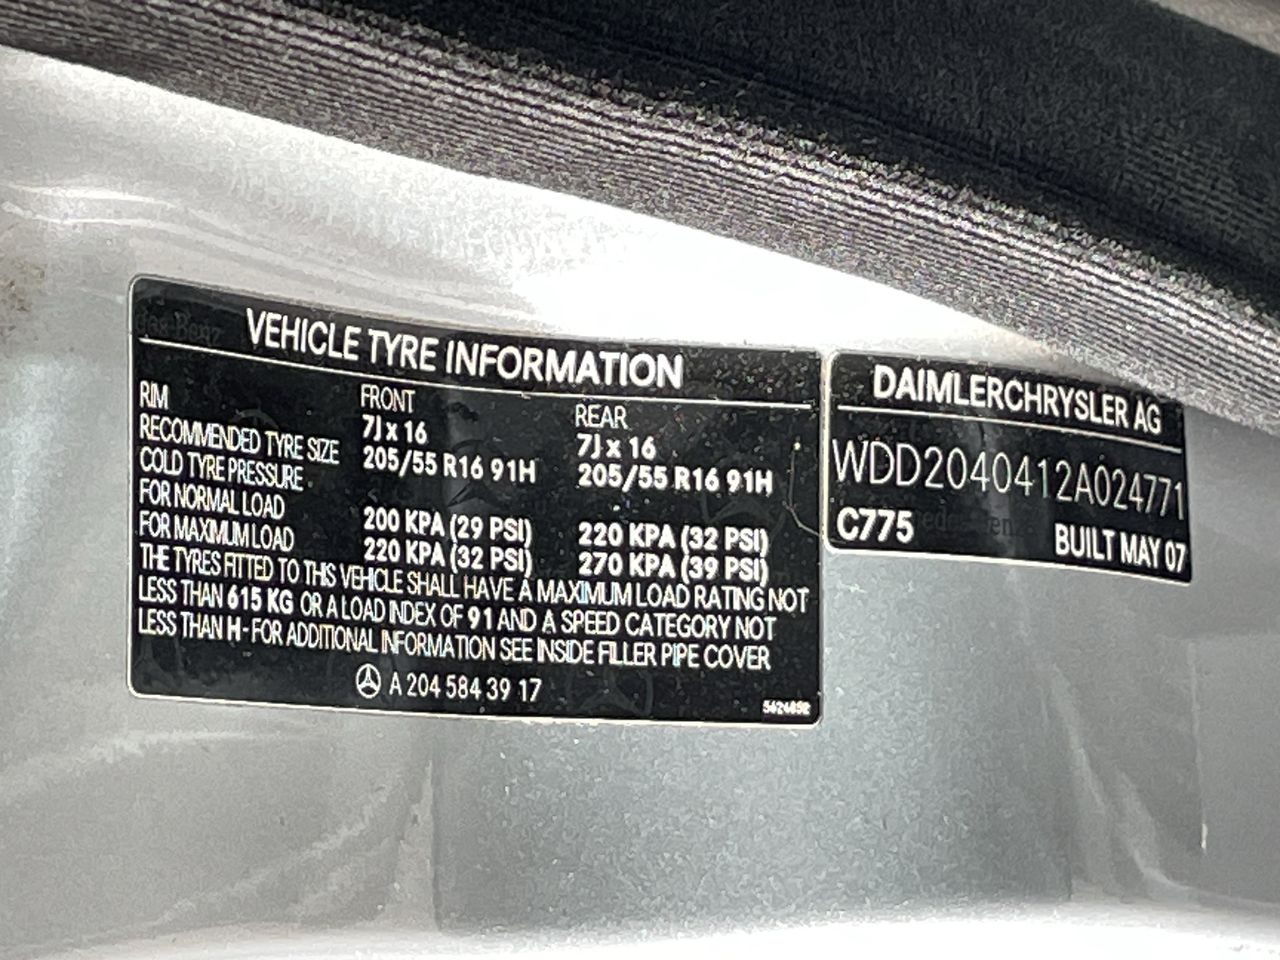 VEHICLE TYRE INFORMATION
RIM FRONT REAR
RECOMMENDED TYRE SIZE 7J x 16 7J x 16
COLD TYRE PRESSURE 205/55 R16 91H 205/55 R16 91H
FOR NORMAL LOAD 200 KPA (29 PSI) 220 KPA (32 PSI)
FOR MAXIMUM LOAD 220 KPA (32 PSI) 270 KPA (39 PSI)
THE TYRES FITTED TO THIS VEHICLE SHALL HAVE A MAXIMUM LOAD RATING NOT
LESS THAN 615 KG OR A LOAD INDEX OF 91 AND A SPEED CATEGORY NOT
LESS THAN H - FOR ADDITIONAL INFORMATION SEE INSIDE FILLER PIPE COVER
A 204 584 39 17
DAIMLERCHRYSLER AG
WDD2040412A024771
C775 BUILT MAY 07